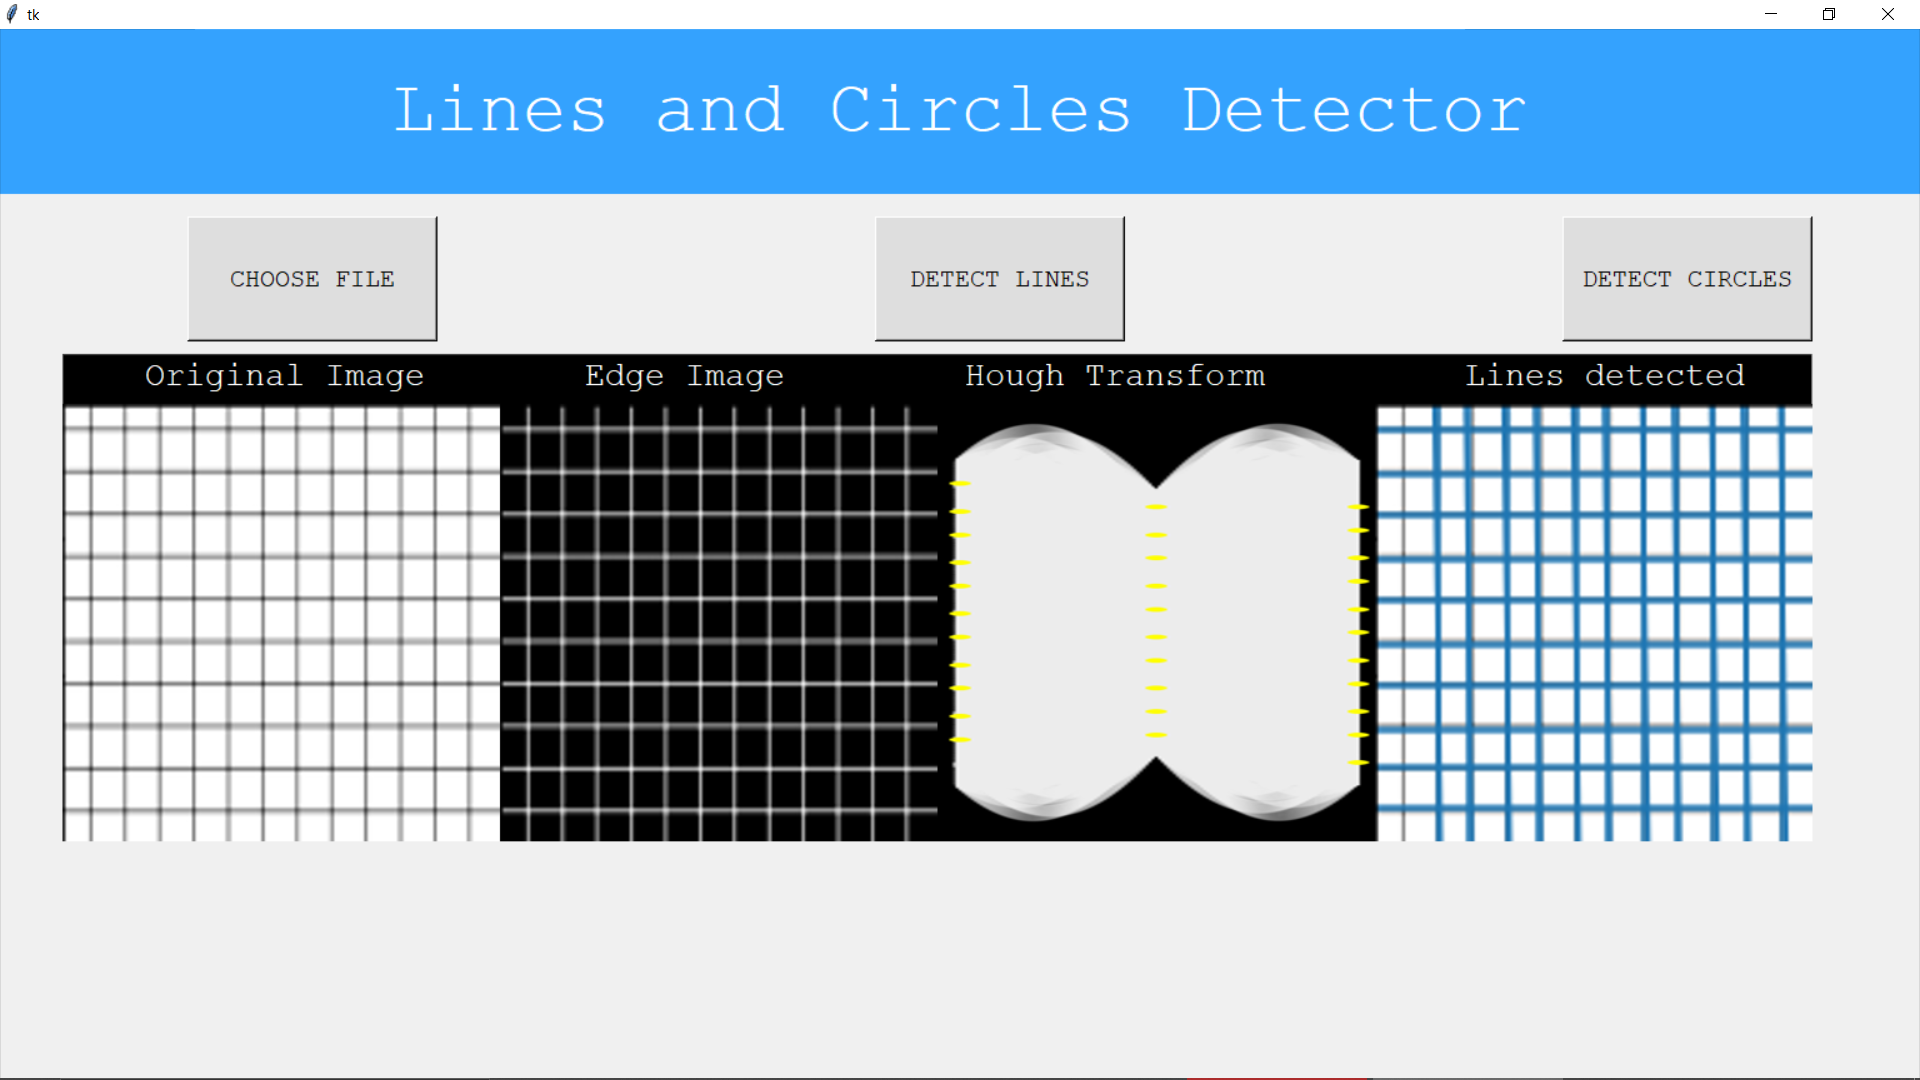 tk
Lines and Circles Detector
CHOOSE FILE
DETECT LINES
DETECT CIRCLES
Original Image
Edge Image
Hough Transform
Lines detected